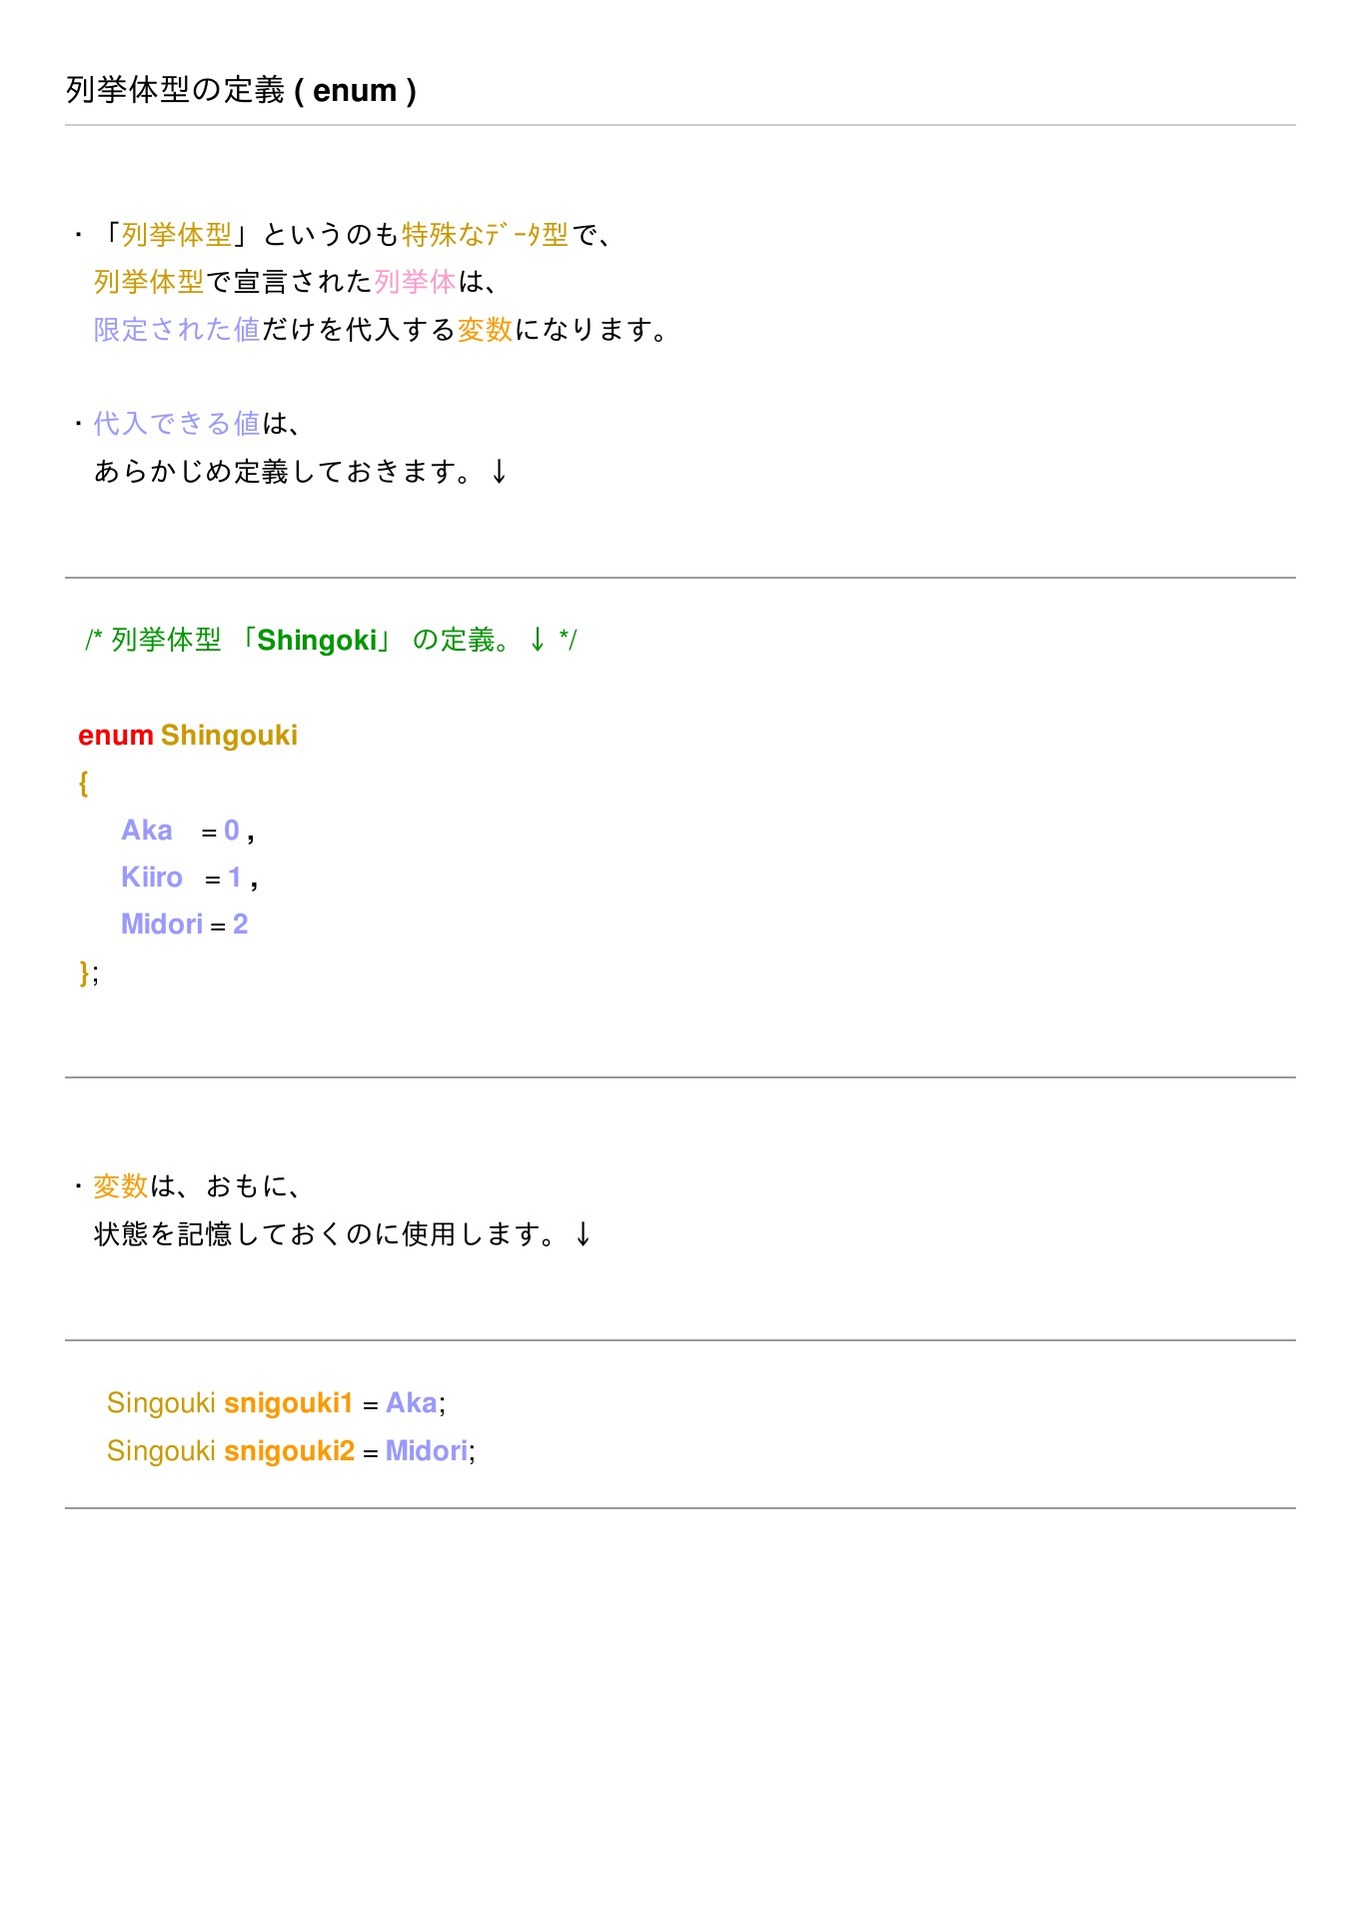 列挙体型の定義 ( enum )
・「列挙体型」というのも特殊なﾃﾞｰﾀ型で、
列挙体型で宣言された列挙体は、
限定された値だけを代入する変数になります。
・代入できる値は、
あらかじめ定義しておきます。↓
/* 列挙体型 「Shingoki」 の定義。↓ */
enum Shingouki
{
Aka = 0 ,
Kiiro = 1 ,
Midori = 2
};
・変数は、おもに、
状態を記憶しておくのに使用します。↓
Singouki snigouki1 = Aka;
Singouki snigouki2 = Midori;